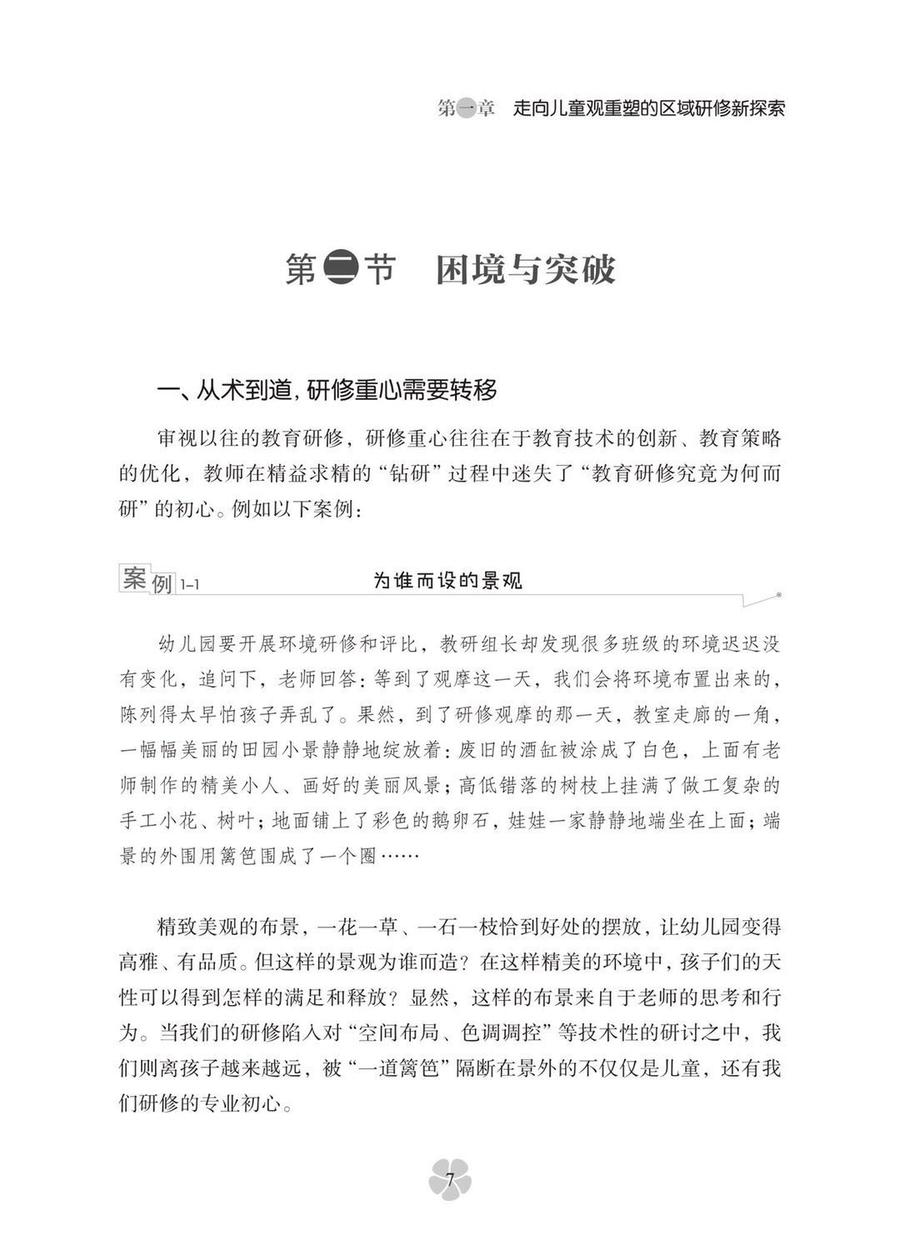 第一章 走向儿童观重塑的区域研修新探索
第二节 困境与突破
一、从术到道，研修重心需要转移
审视以往的教育研修，研修重心往往在于教育技术的创新、教育策略
的优化，教师在精益求精的“钻研”过程中迷失了“教育研修究竟为何而
研”的初心。例如以下案例：
案例 1-1 为谁而设的景观
幼儿园要开展环境研修和评比，教研组长却发现很多班级的环境迟迟没
有变化，追问下，老师回答：等到了观摩这一天，我们会将环境布置出来的，
陈列得太早怕孩子弄乱了。果然，到了研修观摩的那一天，教室走廊的一角，
一幅幅美丽的田园小景静静地绽放着：废旧的酒缸被涂成了白色，上面有老
师制作的精美小人、画好的美丽风景；高低错落的树枝上挂满了做工复杂的
手工小花、树叶；地面铺上了彩色的鹅卵石，娃娃一家静静地端坐在上面；端
景的外围用篱笆围成了一个圈……
精致美观的布景，一花一草、一石一枝恰到好处的摆放，让幼儿园变得
高雅、有品质。但这样的景观为谁而造？在这样精美的环境中，孩子们的天
性可以得到怎样的满足和释放？显然，这样的布景来自于老师的思考和行
为。当我们的研修陷入对“空间布局、色调调控”等技术性的研讨之中，我
们则离孩子越来越远，被“一道篱笆”隔断在景外的不仅仅是儿童，还有我
们研修的专业初心。
7